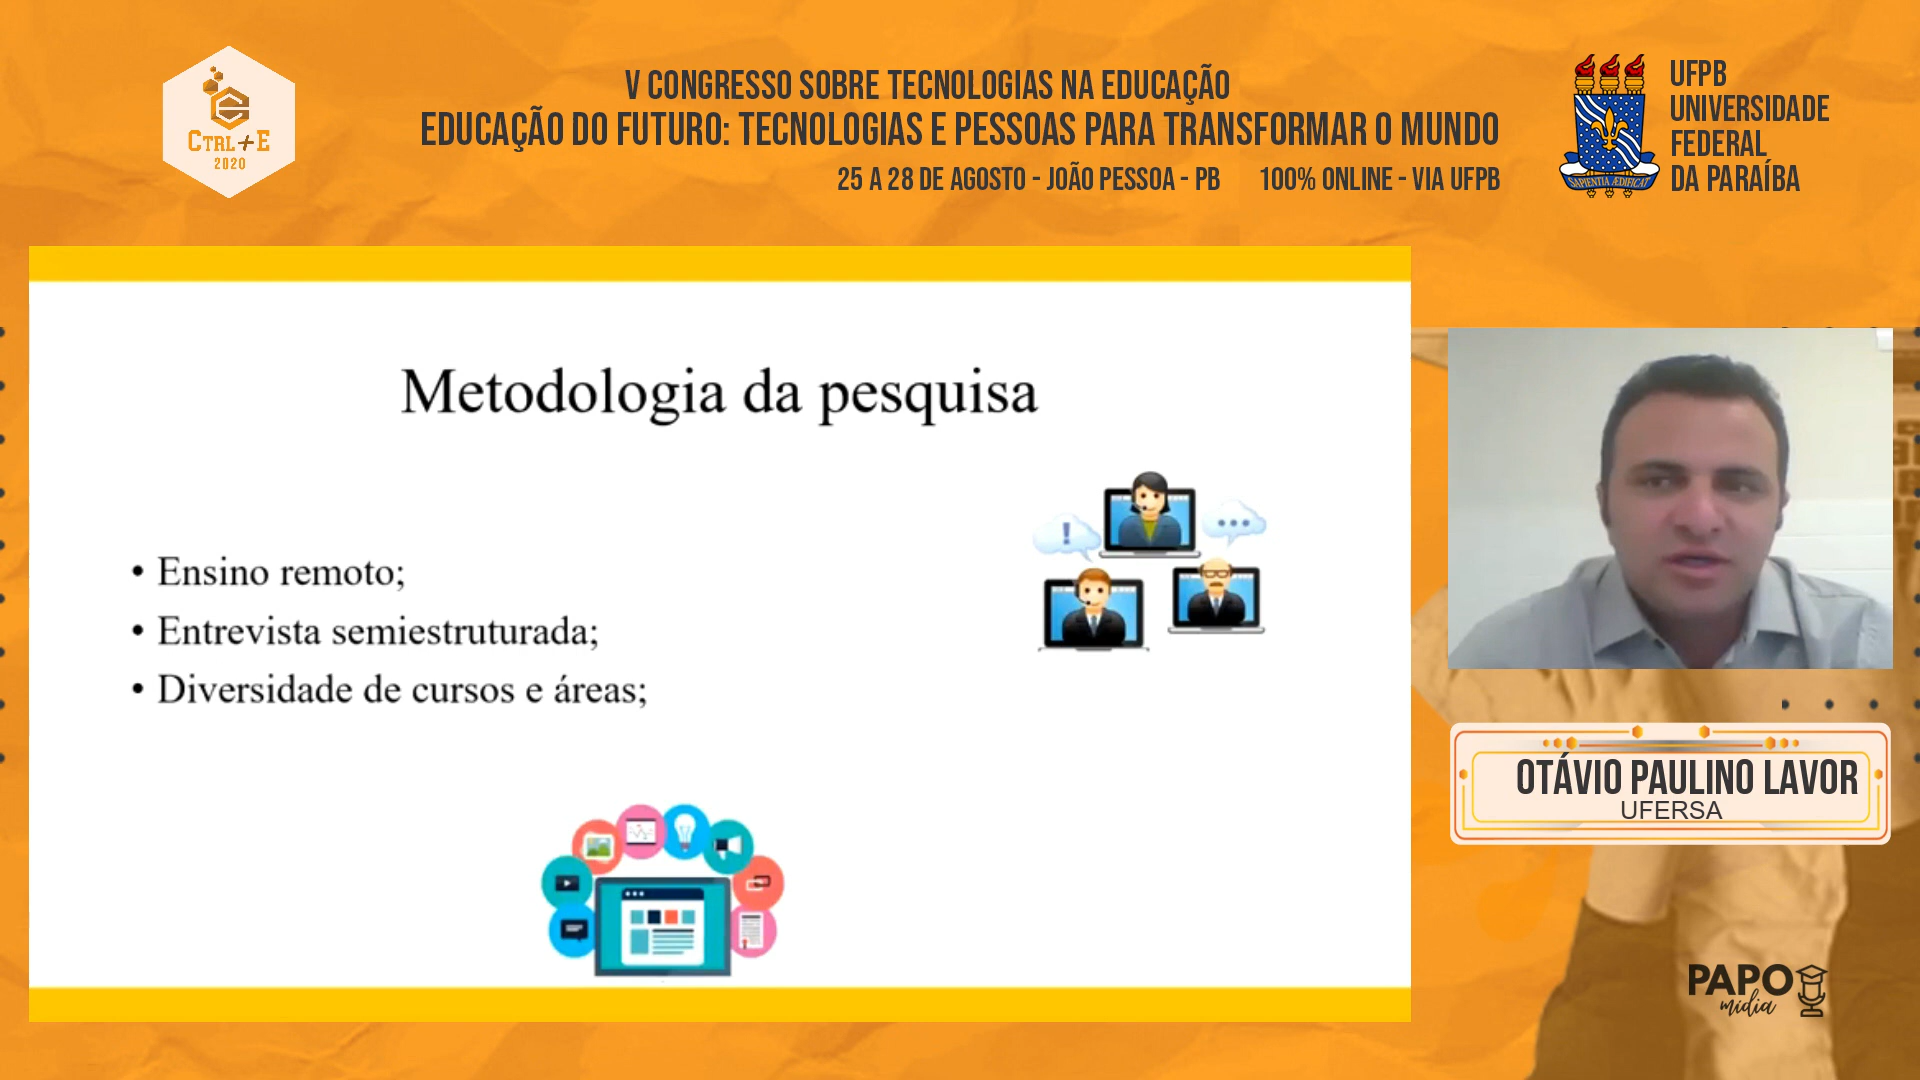 CTRL+E
2020
V CONGRESSO SOBRE TECNOLOGIAS NA EDUCAÇÃO
EDUCAÇÃO DO FUTURO: TECNOLOGIAS E PESSOAS PARA TRANSFORMAR O MUNDO
25 A 28 DE AGOSTO - JOÃO PESSOA - PB 100% ONLINE - VIA UFPB
SAPIENTIA ÆDIFICAT
UFPB
UNIVERSIDADE
FEDERAL
DA PARAÍBA
Metodologia da pesquisa
• Ensino remoto;
• Entrevista semiestruturada;
• Diversidade de cursos e áreas;
OTÁVIO PAULINO LAVOR
UFERSA
PAPO
mídia